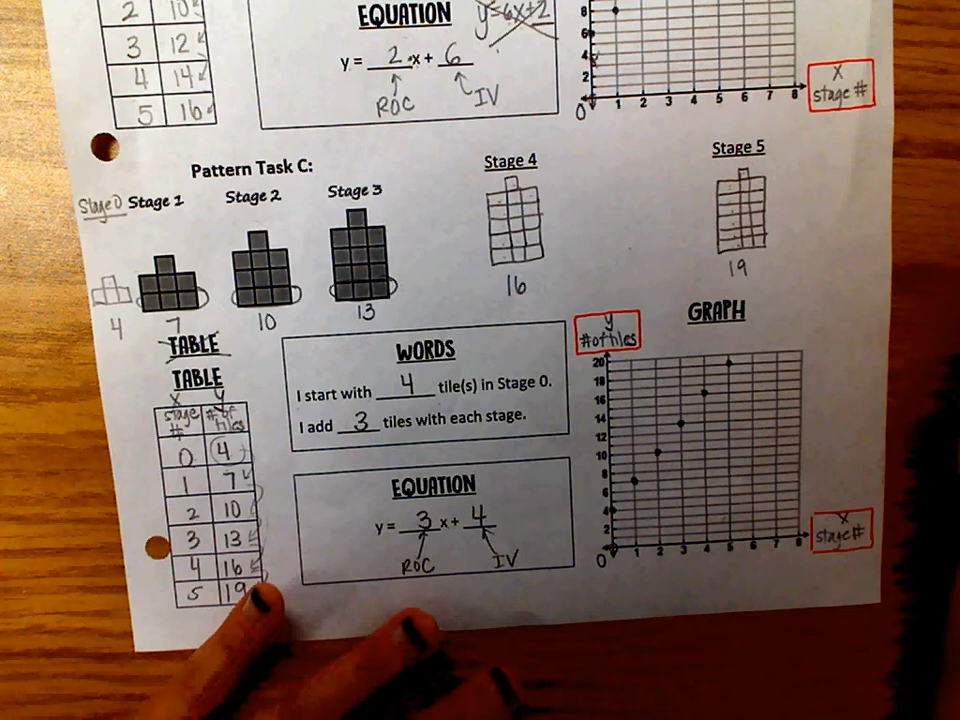 2 10
3 12
4 14
5 16
EQUATION
y=6x+2
y = 2 x + 6
ROC IV
8
6
4
2
0 1 2 3 4 5 6 7 8
x
stage #
Pattern Task C:
Stage 0 Stage 1 Stage 2 Stage 3 Stage 4 Stage 5
4 7 10 13 16 19
TABLE
TABLE
x y
stage # # of tiles
0 4
1 7
2 10
3 13
4 16
5 19
WORDS
I start with 4 tile(s) in Stage 0.
I add 3 tiles with each stage.
EQUATION
y = 3 x + 4
ROC IV
GRAPH
y
# of tiles
20
18
16
14
12
10
8
6
4
2
0 1 2 3 4 5 6 7 8
x
stage #